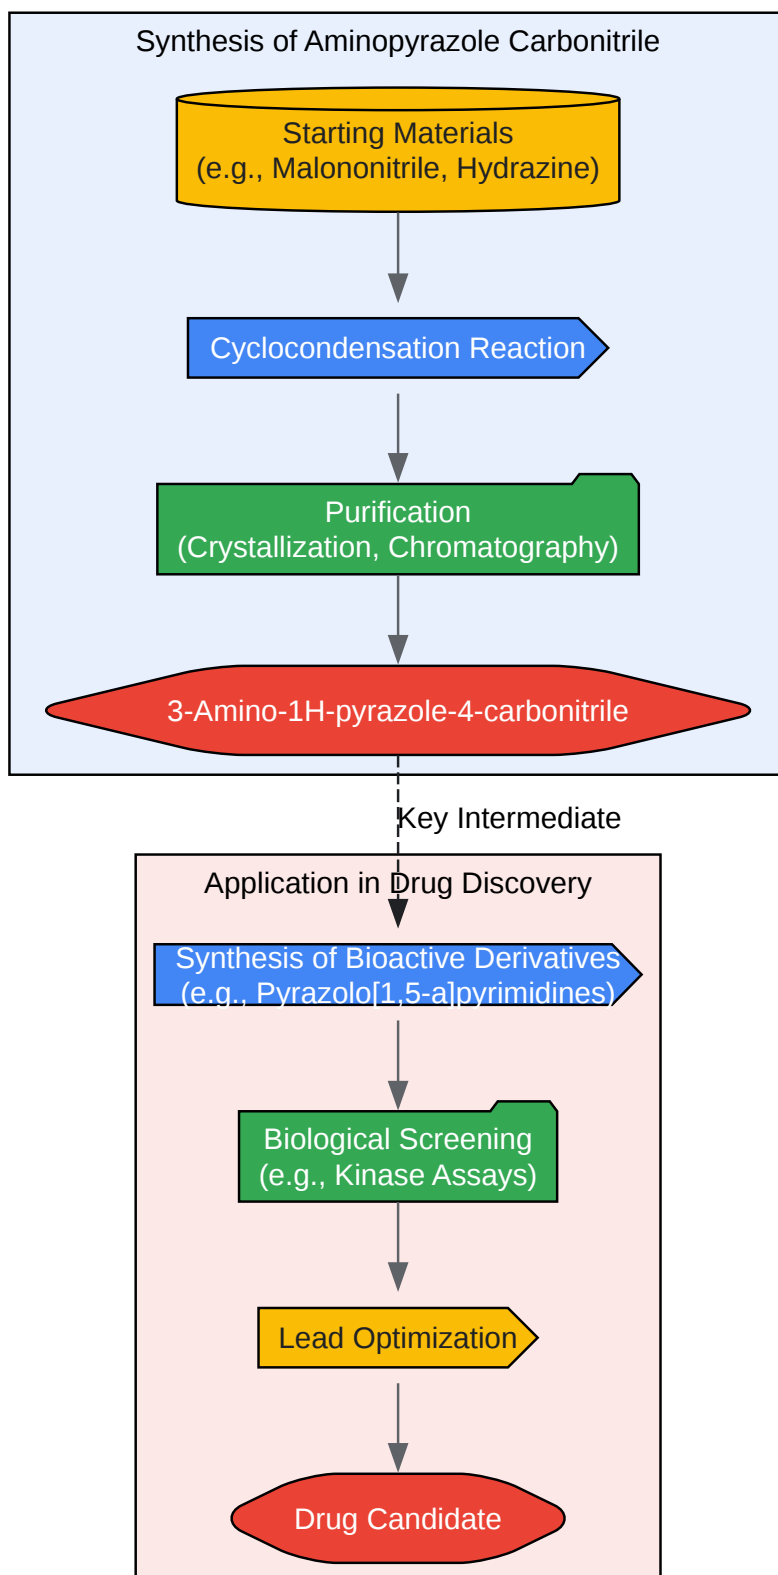 Synthesis of Aminopyrazole Carbonitrile
Starting Materials
(e.g., Malononitrile, Hydrazine)
Cyclocondensation Reaction
Purification
(Crystallization, Chromatography)
3-Amino-1H-pyrazole-4-carbonitrile
Key Intermediate
Application in Drug Discovery
Synthesis of Bioactive Derivatives
(e.g., Pyrazolo[1,5-a]pyrimidines)
Biological Screening
(e.g., Kinase Assays)
Lead Optimization
Drug Candidate